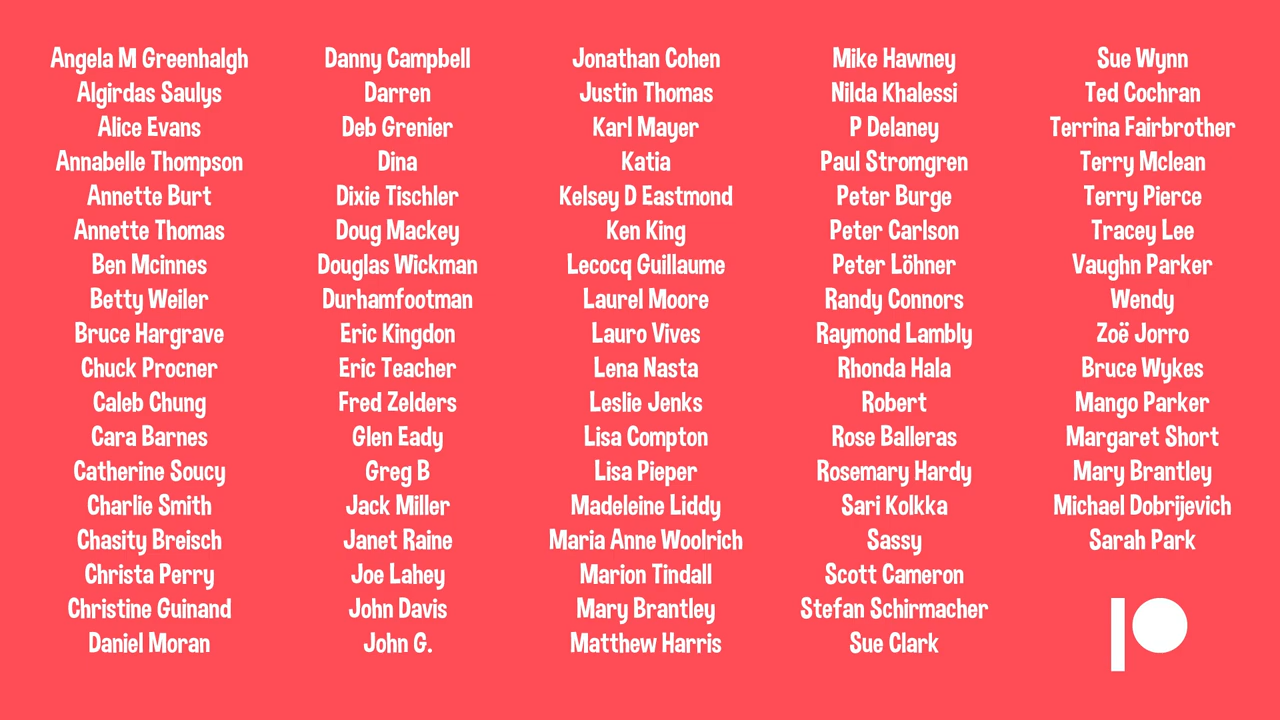 Angela M Greenhalgh
Algirdas Saulys
Alice Evans
Annabelle Thompson
Annette Burt
Annette Thomas
Ben Mcinnes
Betty Weiler
Bruce Hargrave
Chuck Procner
Caleb Chung
Cara Barnes
Catherine Soucy
Charlie Smith
Chasity Breisch
Christa Perry
Christine Guinand
Daniel Moran
Danny Campbell
Darren
Deb Grenier
Dina
Dixie Tischler
Doug Mackey
Douglas Wickman
Durhamfootman
Eric Kingdon
Eric Teacher
Fred Zelders
Glen Eady
Greg B
Jack Miller
Janet Raine
Joe Lahey
John Davis
John G.
Jonathan Cohen
Justin Thomas
Karl Mayer
Katia
Kelsey D Eastmond
Ken King
Lecocq Guillaume
Laurel Moore
Lauro Vives
Lena Nasta
Leslie Jenks
Lisa Compton
Lisa Pieper
Madeleine Liddy
Maria Anne Woolrich
Marion Tindall
Mary Brantley
Matthew Harris
Mike Hawney
Nilda Khalessi
P Delaney
Paul Stromgren
Peter Burge
Peter Carlson
Peter Löhner
Randy Connors
Raymond Lambly
Rhonda Hala
Robert
Rose Balleras
Rosemary Hardy
Sari Kolkka
Sassy
Scott Cameron
Stefan Schirmacher
Sue Clark
Sue Wynn
Ted Cochran
Terrina Fairbrother
Terry Mclean
Terry Pierce
Tracey Lee
Vaughn Parker
Wendy
Zoë Jorro
Bruce Wykes
Mango Parker
Margaret Short
Mary Brantley
Michael Dobrijevich
Sarah Park